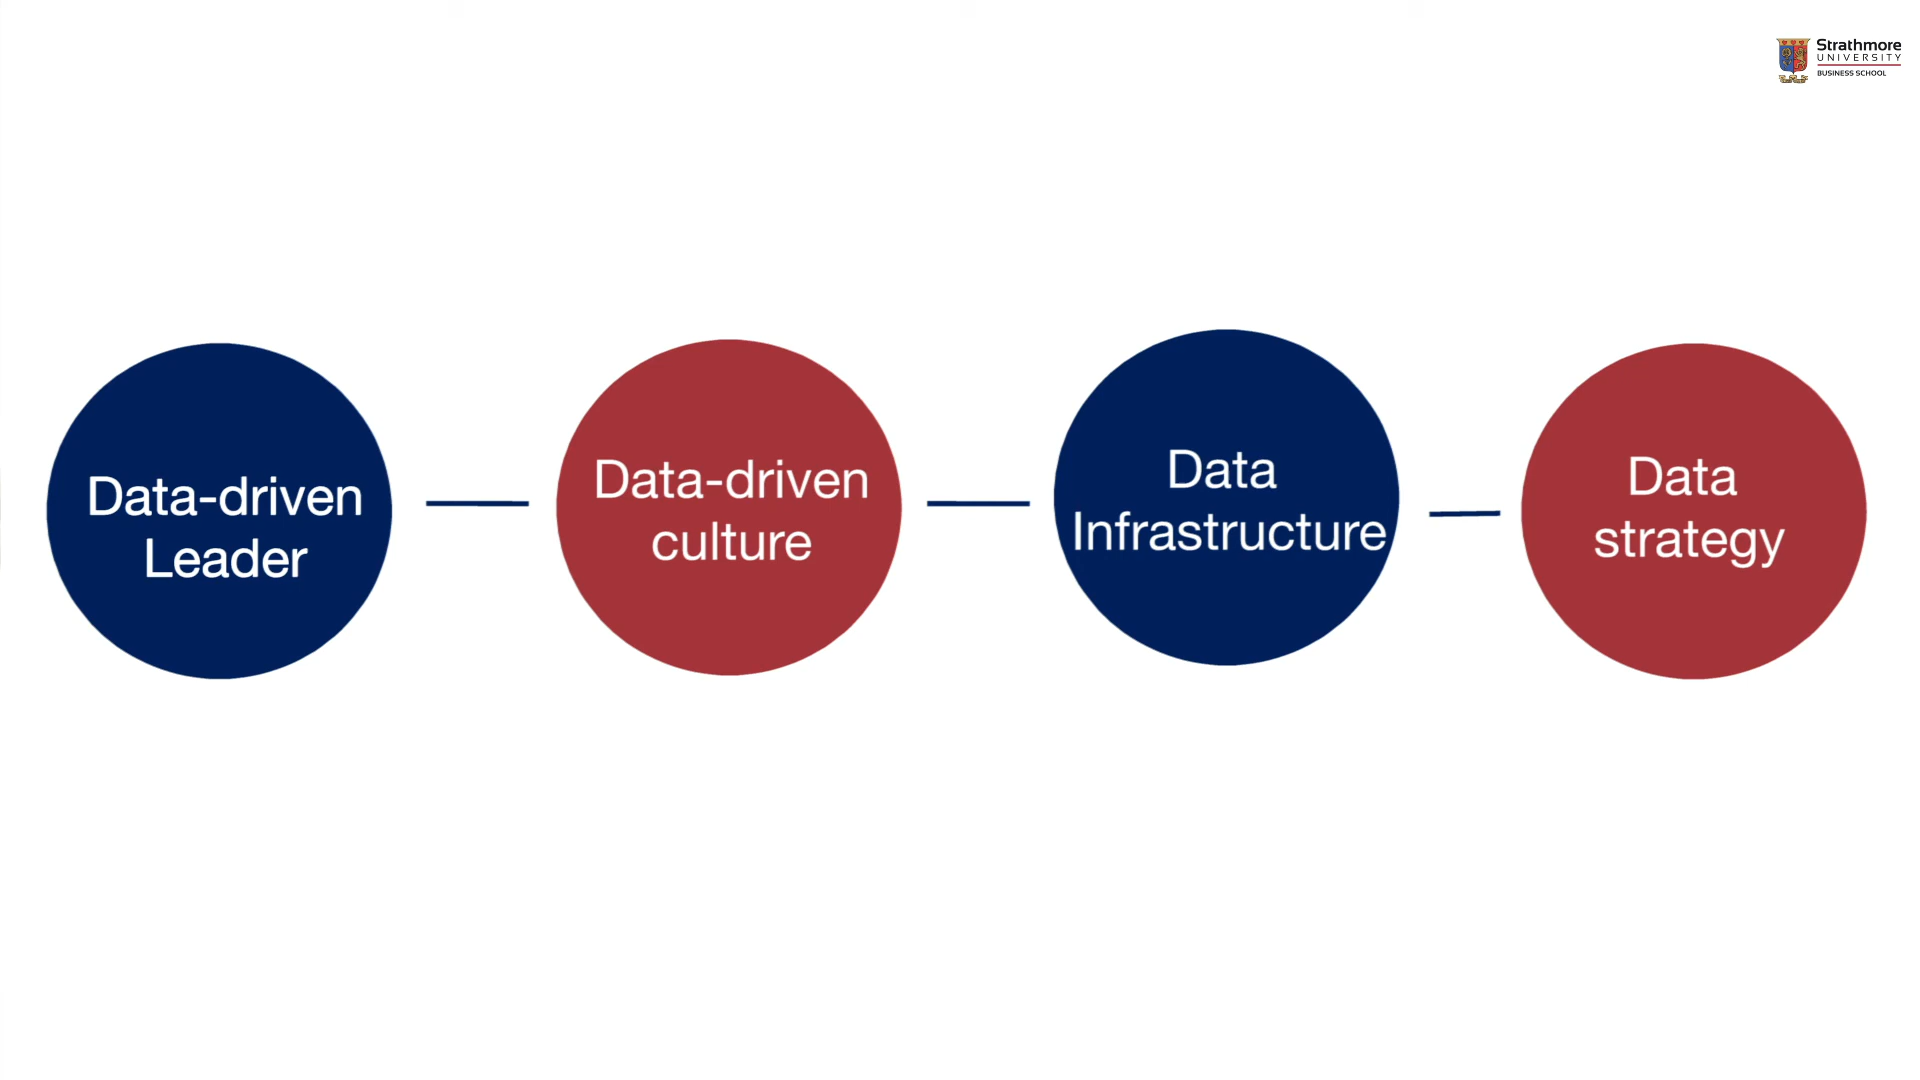 Strathmore
UNIVERSITY
BUSINESS SCHOOL
Data-driven
Leader
Data-driven
culture
Data
Infrastructure
Data
strategy